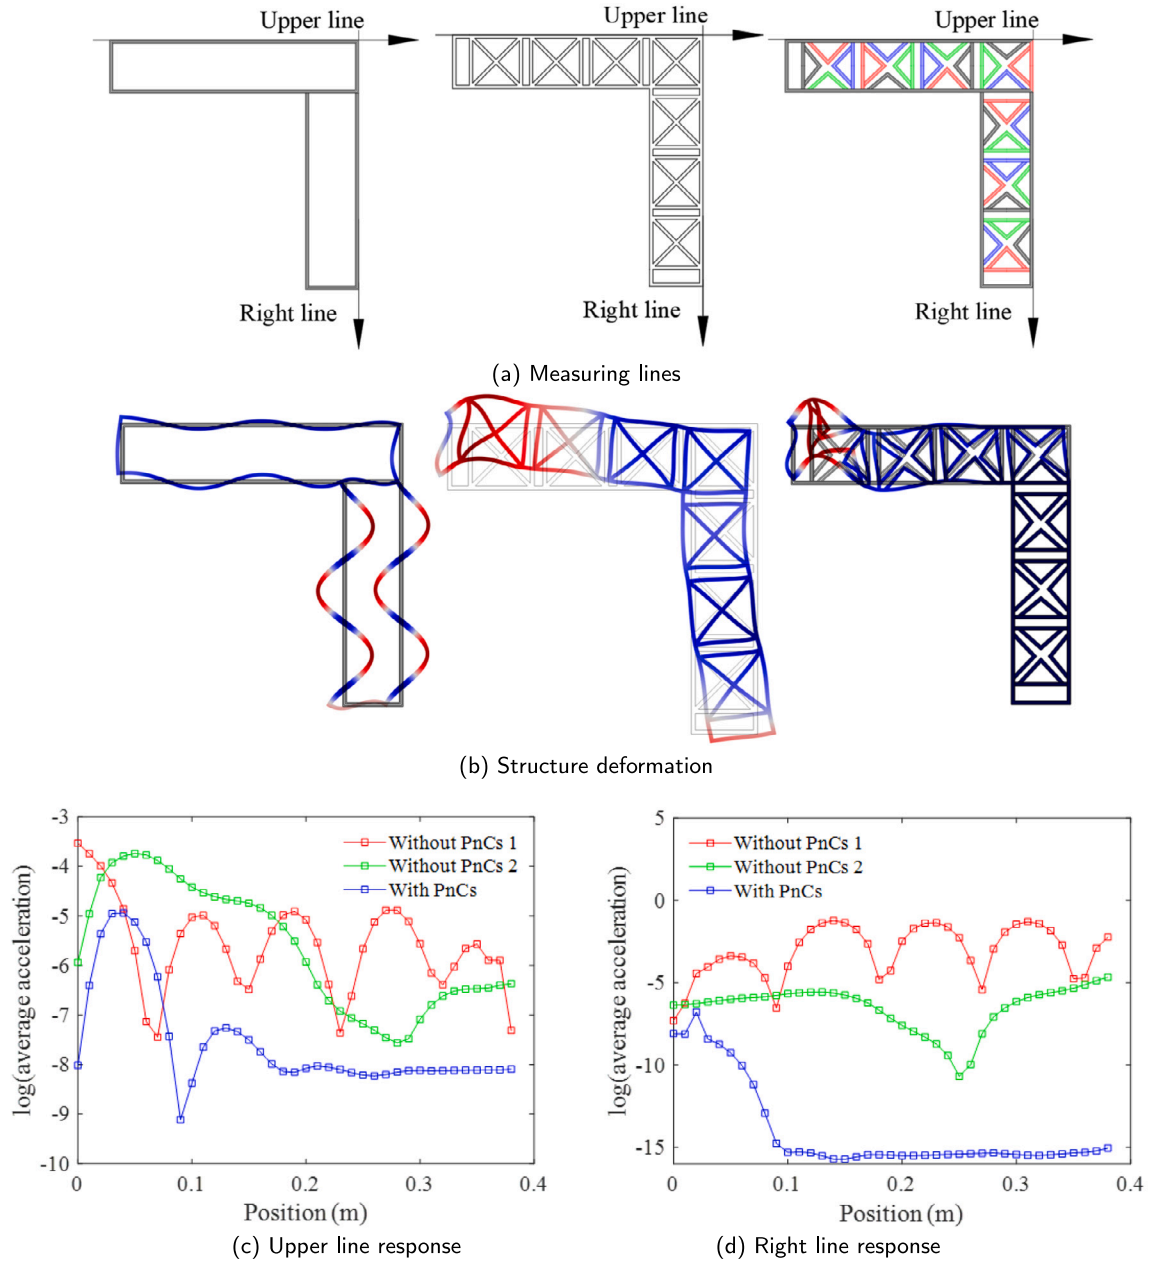 Upper line
Upper line
Upper line
Right line
Right line
Right line
(a) Measuring lines
(b) Structure deformation
log(average acceleration)
-3
-4
-5
-6
-7
-8
-9
-10
Without PnCs 1
Without PnCs 2
With PnCs
0
0.1
0.2
0.3
0.4
Position (m)
(c) Upper line response
log(average acceleration)
5
0
-5
-10
-15
Without PnCs 1
Without PnCs 2
With PnCs
0
0.1
0.2
0.3
0.4
Position (m)
(d) Right line response